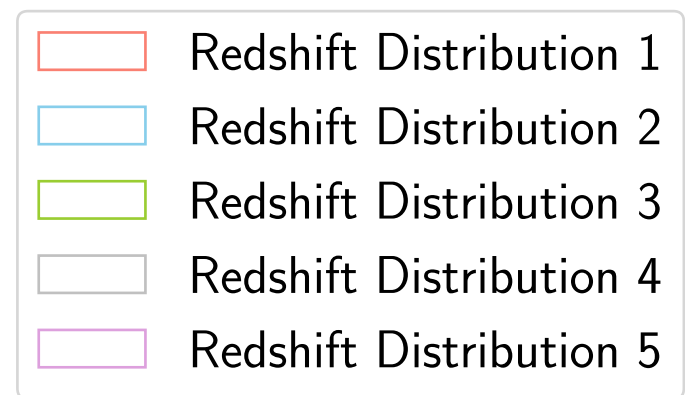 Redshift Distribution 1
Redshift Distribution 2
Redshift Distribution 3
Redshift Distribution 4
Redshift Distribution 5